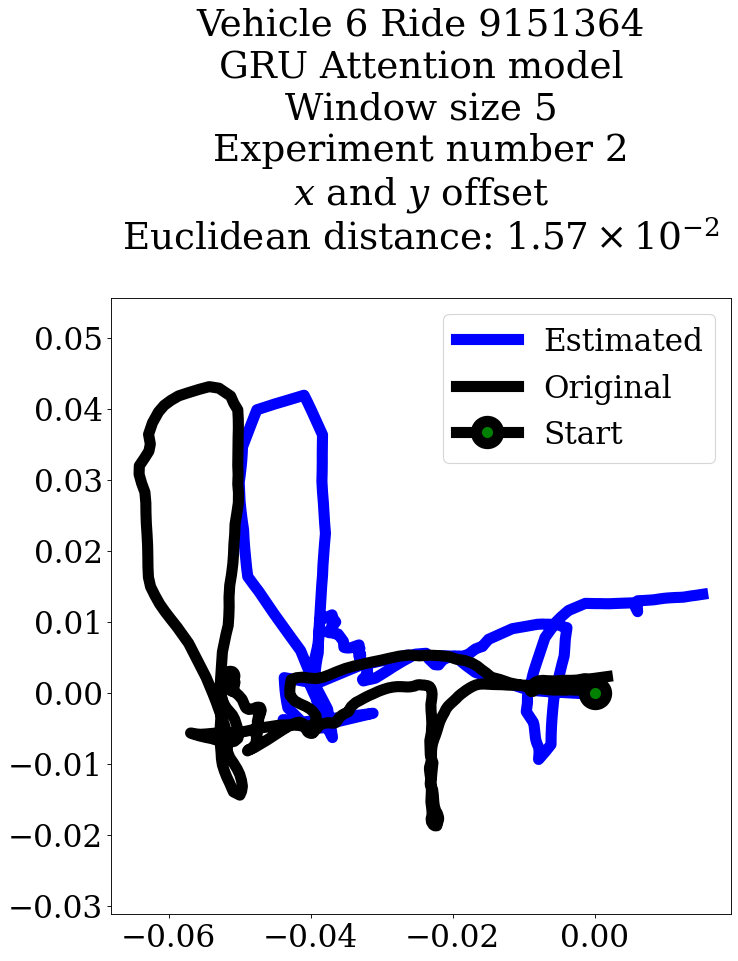 Vehicle 6 Ride 9151364
GRU Attention model
Window size 5
Experiment number 2
x and y offset
Euclidean distance: 1.57 × 10⁻²
Estimated
Original
Start
0.05
0.04
0.03
0.02
0.01
0.00
−0.01
−0.02
−0.03
−0.06 −0.04 −0.02 0.00